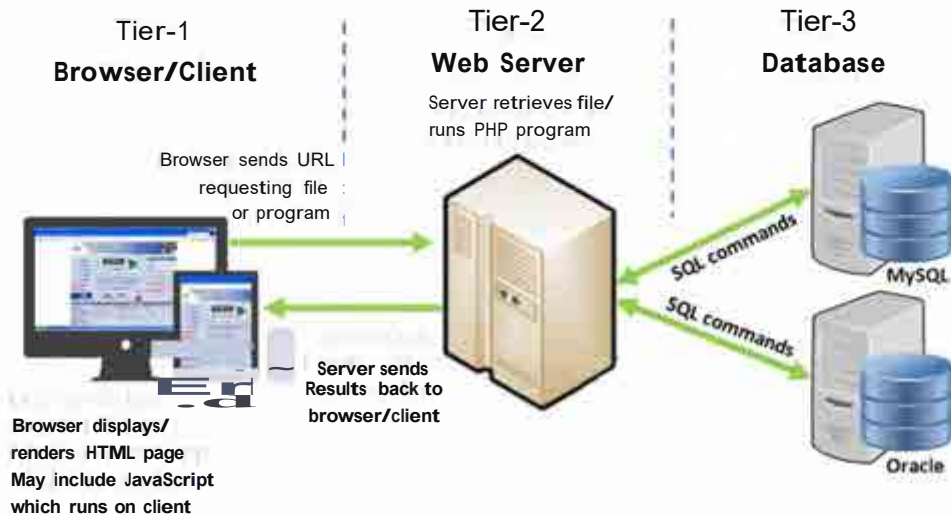 Tier-1
Browser/Client
Tier-2
Web Server
Server retrieves file/
runs PHP program
Tier-3
Database
Browser sends URL
requesting file
or program
SQL commands
MySQL
SQL commands
Oracle
Server sends
Results back to
browser/client
Browser displays/
renders HTML page
May include JavaScript
which runs on client